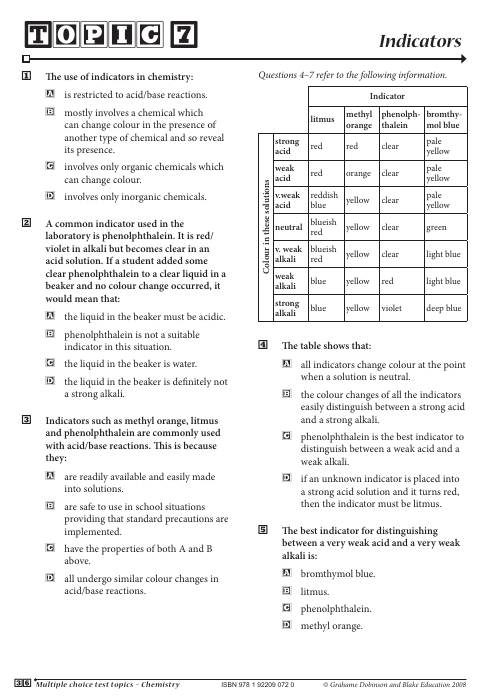 TOPIC 7
Indicators
1 The use of indicators in chemistry:
A is restricted to acid/base reactions.
B mostly involves a chemical which
can change colour in the presence of
another type of chemical and so reveal
its presence.
C involves only organic chemicals which
can change colour.
D involves only inorganic chemicals.
2 A common indicator used in the
laboratory is phenolphthalein. It is red/
violet in alkali but becomes clear in an
acid solution. If a student added some
clear phenolphthalein to a clear liquid in a
beaker and no colour change occurred, it
would mean that:
A the liquid in the beaker must be acidic.
B phenolphthalein is not a suitable
indicator in this situation.
C the liquid in the beaker is water.
D the liquid in the beaker is definitely not
a strong alkali.
3 Indicators such as methyl orange, litmus
and phenolphthalein are commonly used
with acid/base reactions. This is because
they:
A are readily available and easily made
into solutions.
B are safe to use in school situations
providing that standard precautions are
implemented.
C have the properties of both A and B
above.
D all undergo similar colour changes in
acid/base reactions.
Questions 4–7 refer to the following information.
Indicator
litmus methyl orange phenolph-thalein bromthy-mol blue
Colour in these solutions
strong acid red red clear pale yellow
weak acid red orange clear pale yellow
v.weak acid reddish blue yellow clear pale yellow
neutral blueish red yellow clear green
v. weak alkali blueish red yellow clear light blue
weak alkali blue yellow red light blue
strong alkali blue yellow violet deep blue
4 The table shows that:
A all indicators change colour at the point
when a solution is neutral.
B the colour changes of all the indicators
easily distinguish between a strong acid
and a strong alkali.
C phenolphthalein is the best indicator to
distinguish between a weak acid and a
weak alkali.
D if an unknown indicator is placed into
a strong acid solution and it turns red,
then the indicator must be litmus.
5 The best indicator for distinguishing
between a very weak acid and a very weak
alkali is:
A bromthymol blue.
B litmus.
C phenolphthalein.
D methyl orange.
36 Multiple choice test topics – Chemistry ISBN 978 1 92209 072 0 © Grahame Dobinson and Blake Education 2008